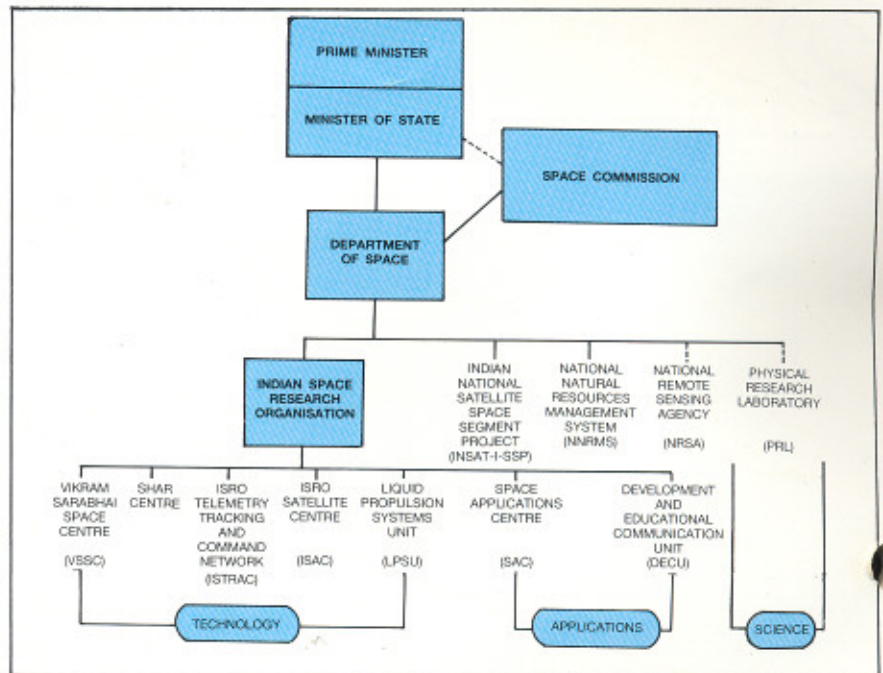 PRIME MINISTER
MINISTER OF STATE
SPACE COMMISSION
DEPARTMENT
OF SPACE
INDIAN SPACE
RESEARCH
ORGANISATION
INDIAN
NATIONAL
SATELLITE
SPACE
SEGMENT
PROJECT
(INSAT-I-SSP)
NATIONAL
NATURAL
RESOURCES
MANAGEMENT
SYSTEM
(NNRMS)
NATIONAL
REMOTE
SENSING
AGENCY
(NRSA)
PHYSICAL
RESEARCH
LABORATORY
(PRL)
VIKRAM
SARABHAI
SPACE
CENTRE
(VSSC)
SHAR
CENTRE
ISRO
TELEMETRY
TRACKING
AND
COMMAND
NETWORK
(ISTRAC)
ISRO
SATELLITE
CENTRE
(ISAC)
LIQUID
PROPULSION
SYSTEMS
UNIT
(LPSU)
SPACE
APPLICATIONS
CENTRE
(SAC)
DEVELOPMENT
AND
EDUCATIONAL
COMMUNICATION
UNIT
(DECU)
TECHNOLOGY
APPLICATIONS
SCIENCE